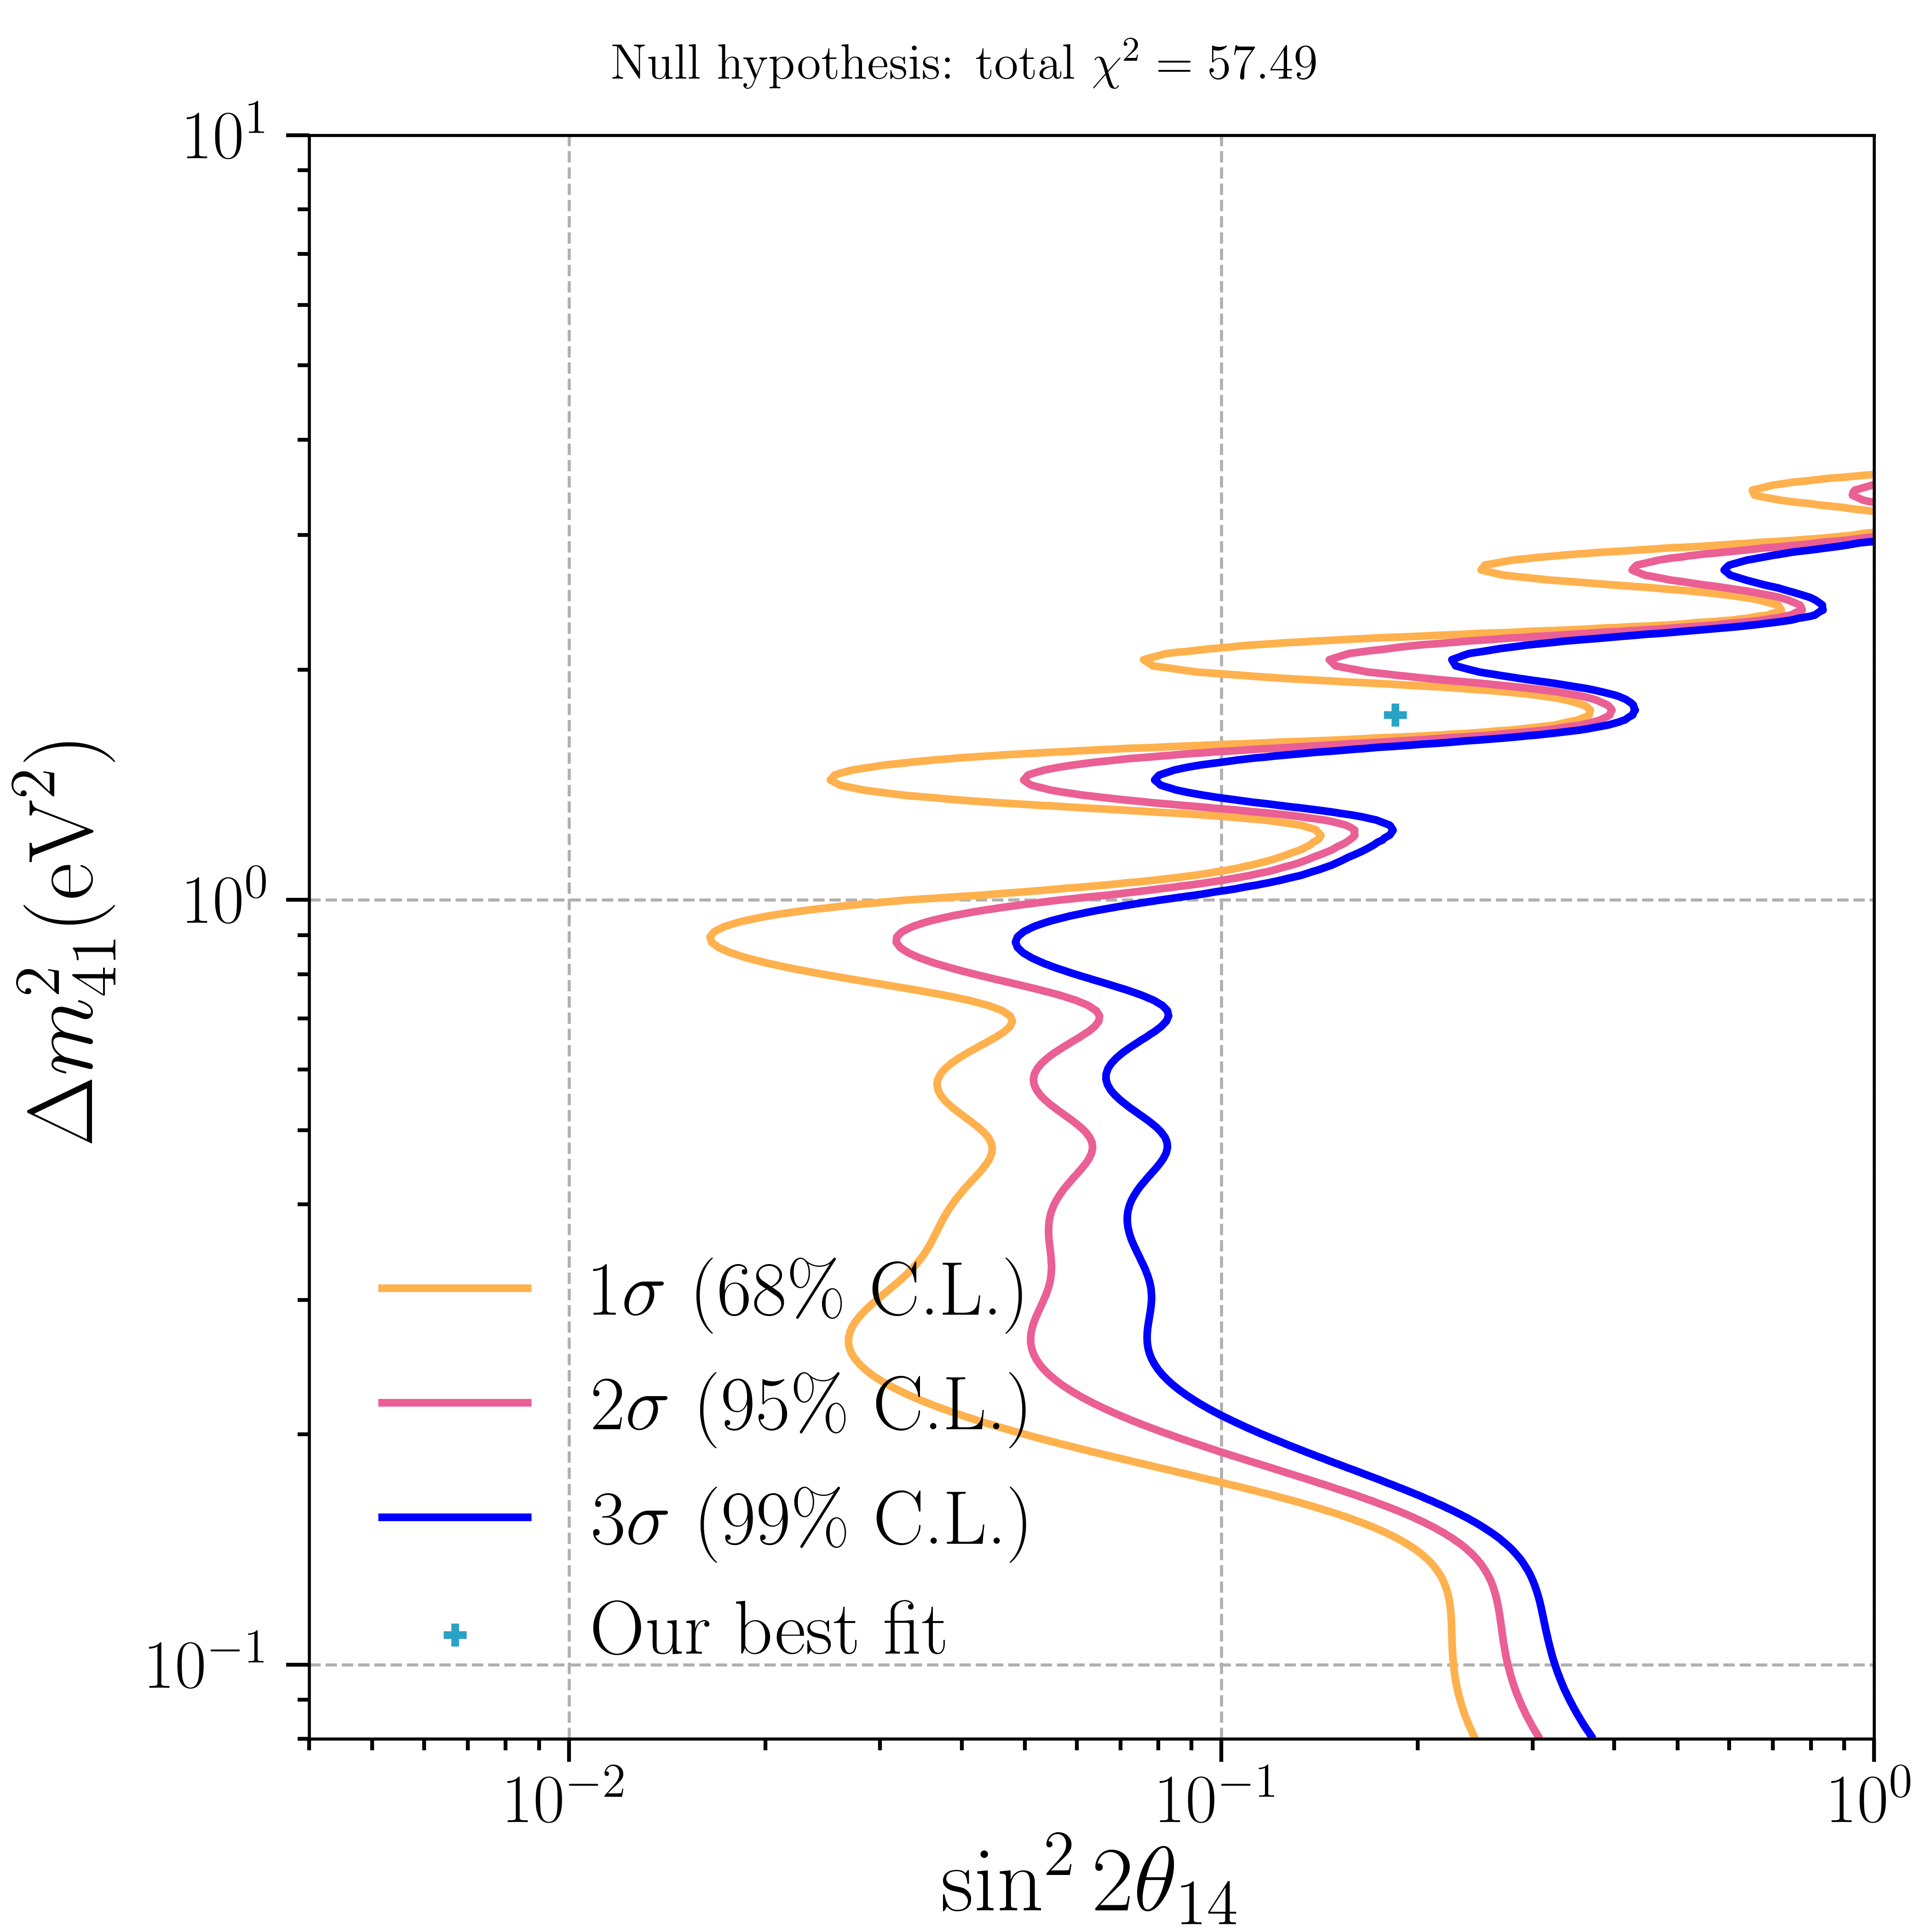 Null hypothesis: total χ² = 57.49
10¹
10⁰
10⁻¹
Δm²₄₁(eV²)
1σ (68% C.L.)
2σ (95% C.L.)
3σ (99% C.L.)
Our best fit
10⁻² 10⁻¹ 10⁰
sin² 2θ₁₄